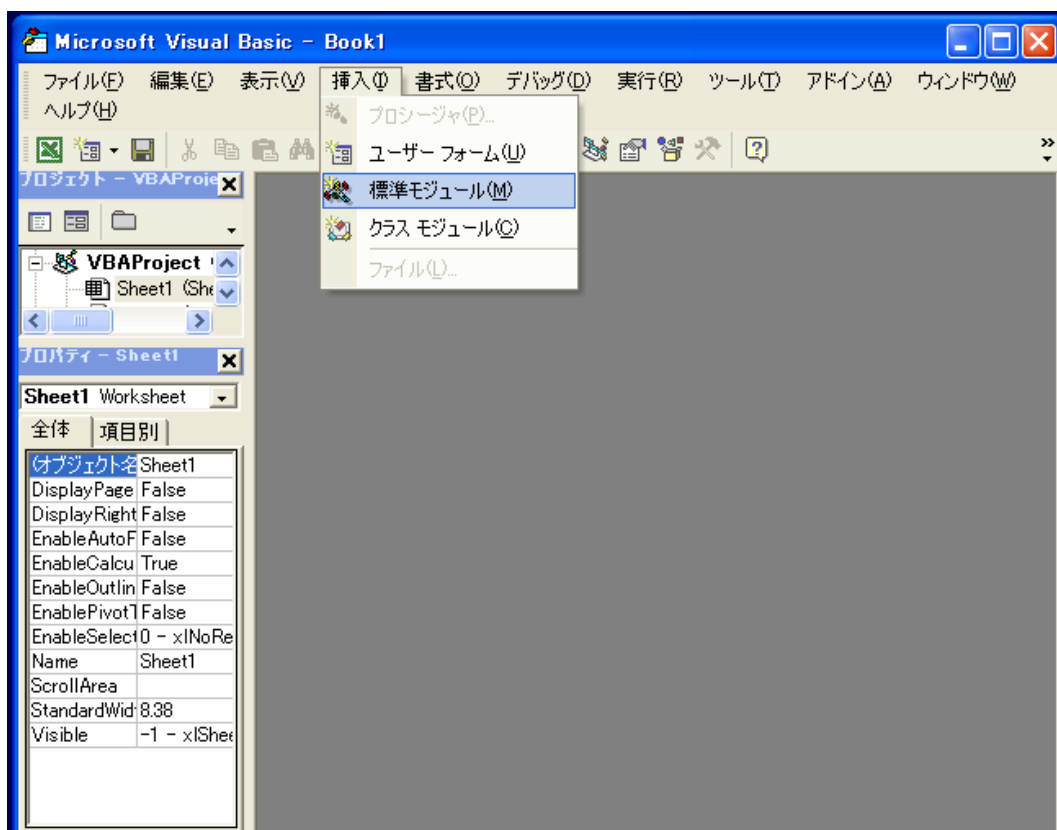 Microsoft Visual Basic - Book1
ファイル(F) 編集(E) 表示(V) 挿入(I) 書式(O) デバッグ(D) 実行(R) ツール(T) アドイン(A) ウィンドウ(W)
ヘルプ(H)
プロシージャ(P)...
ユーザー フォーム(U)
標準モジュール(M)
クラス モジュール(C)
ファイル(L)...
プロジェクト - VBAProje
VBAProject
Sheet1 (She
プロパティ - Sheet1
Sheet1 Worksheet
全体 項目別
(オブジェクト名 Sheet1
DisplayPage False
DisplayRight False
EnableAutoF False
EnableCalcu True
EnableOutlin False
EnablePivotT False
EnableSelect 0 - xlNoRe
Name Sheet1
ScrollArea
StandardWid 8.38
Visible -1 - xlShee